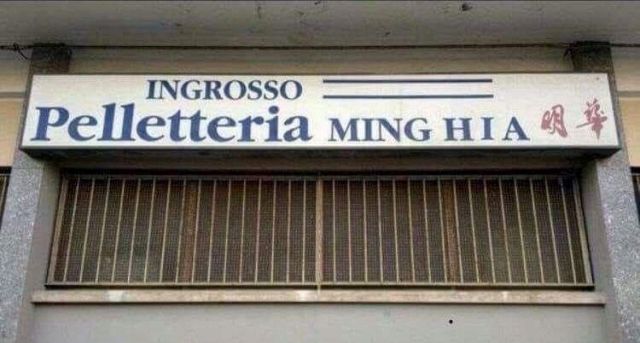 INGROSSO
Pelletteria MING HIA 明華